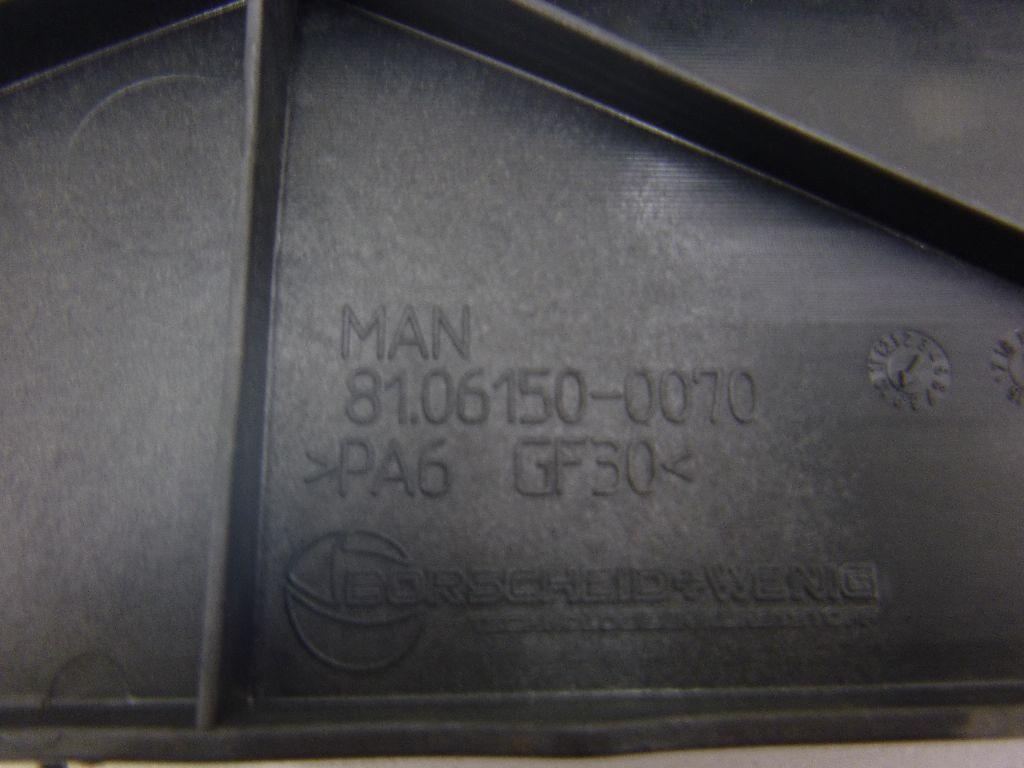 MAN
81.06150-0070
>PA6 GF30<
BORSCHEID+WENIG